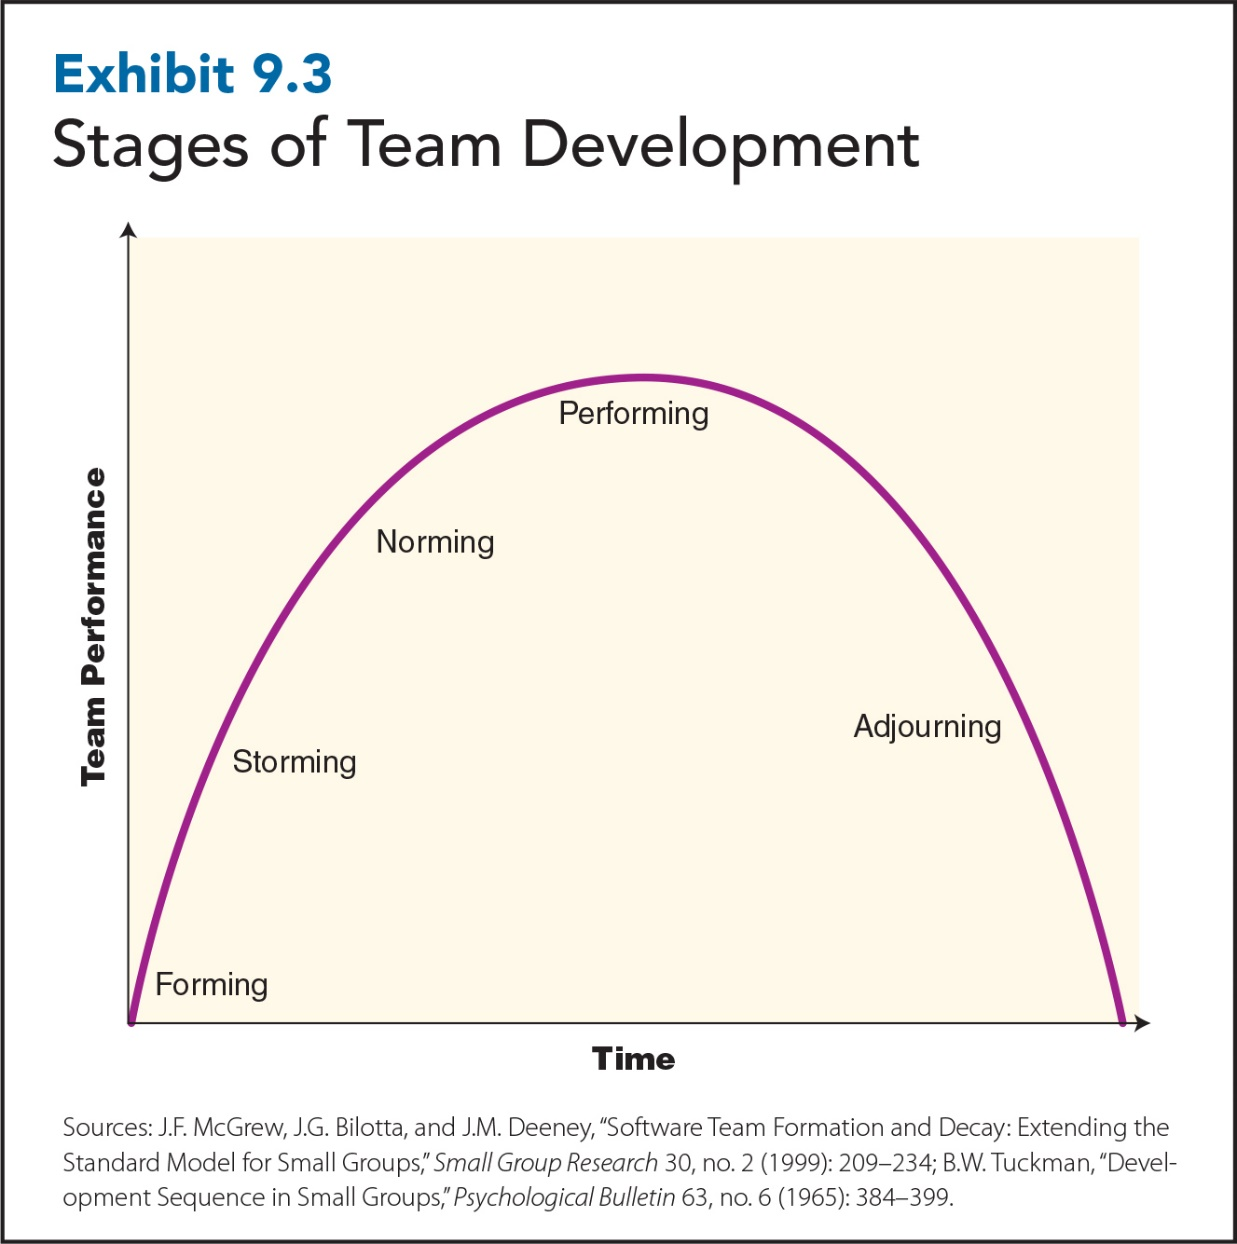 Exhibit 9.3
Stages of Team Development
Team Performance
Performing
Norming
Adjourning
Storming
Forming
Time
Sources: J.F. McGrew, J.G. Bilotta, and J.M. Deeney, “Software Team Formation and Decay: Extending the
Standard Model for Small Groups,” Small Group Research 30, no. 2 (1999): 209–234; B.W. Tuckman, “Devel-
opment Sequence in Small Groups,” Psychological Bulletin 63, no. 6 (1965): 384–399.